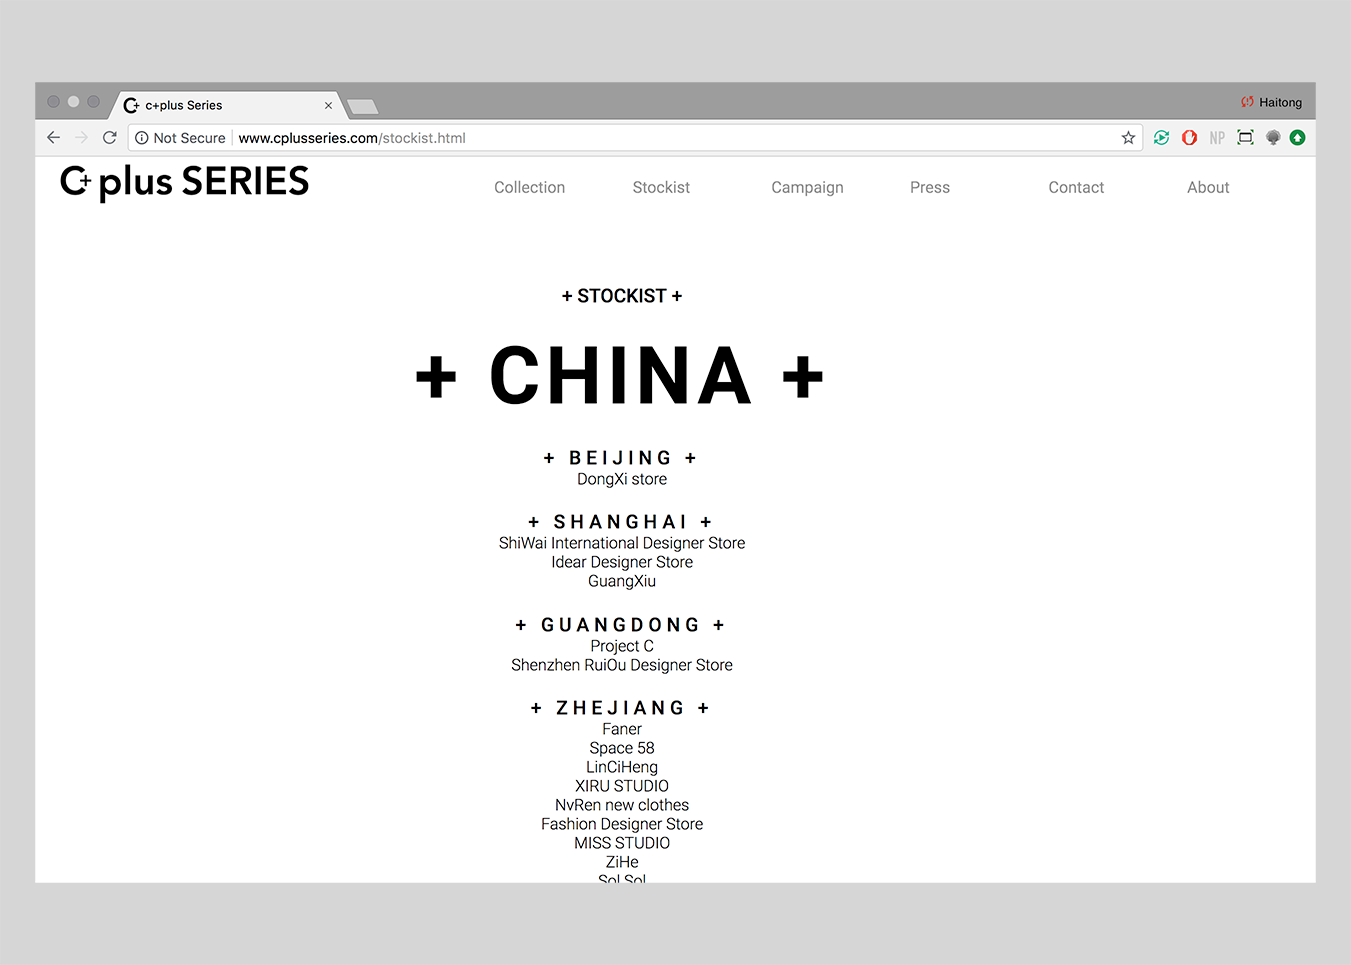 c+plus Series
Haitong
Not Secure
www.cplusseries.com/stockist.html
NP
C+ plus SERIES
Collection
Stockist
Campaign
Press
Contact
About
+ STOCKIST +
+ CHINA +
+ BEIJING +
DongXi store
+ SHANGHAI +
ShiWai International Designer Store
Idear Designer Store
GuangXiu
+ GUANGDONG +
Project C
Shenzhen RuiOu Designer Store
+ ZHEJIANG +
Faner
Space 58
LinCiHeng
XIRU STUDIO
NvRen new clothes
Fashion Designer Store
MISS STUDIO
ZiHe
Sol Sol